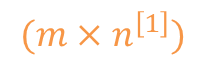 (m × n^[1])